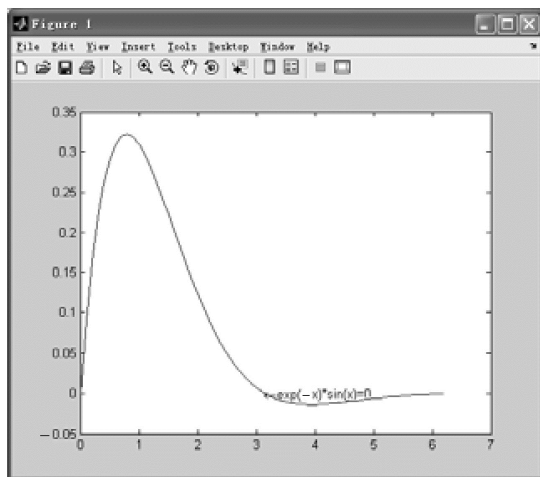 Figure 1
File Edit View Insert Tools Desktop Window Help
0.35
0.3
0.25
0.2
0.15
0.1
0.05
0
−0.05
exp(−x)*sin(x)=0
0 1 2 3 4 5 6 7